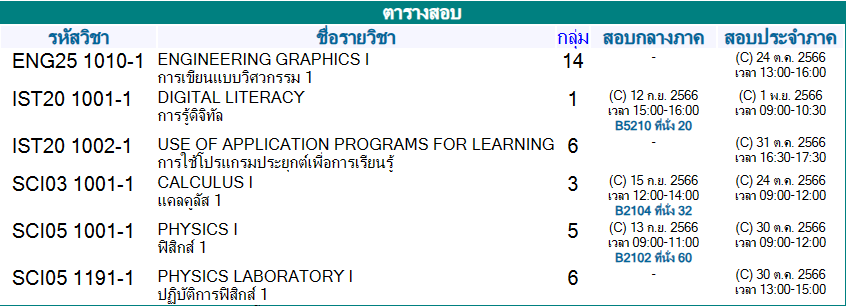 ตารางสอบ
รหัสวิชา ชื่อรายวิชา กลุ่ม สอบกลางภาค สอบประจำภาค
ENG25 1010-1 ENGINEERING GRAPHICS I 14 - (C) 24 ต.ค. 2566
การเขียนแบบวิศวกรรม 1 เวลา 13:00-16:00
IST20 1001-1 DIGITAL LITERACY 1 (C) 12 ก.ย. 2566 (C) 1 พ.ย. 2566
การรู้ดิจิทัล เวลา 15:00-16:00 เวลา 09:00-10:30
B5210 ที่นั่ง 20
IST20 1002-1 USE OF APPLICATION PROGRAMS FOR LEARNING 6 - (C) 31 ต.ค. 2566
การใช้โปรแกรมประยุกต์เพื่อการเรียนรู้ เวลา 16:30-17:30
SCI03 1001-1 CALCULUS I 3 (C) 15 ก.ย. 2566 (C) 24 ต.ค. 2566
แคลคูลัส 1 เวลา 12:00-14:00 เวลา 09:00-12:00
B2104 ที่นั่ง 32
SCI05 1001-1 PHYSICS I 5 (C) 13 ก.ย. 2566 (C) 30 ต.ค. 2566
ฟิสิกส์ 1 เวลา 09:00-11:00 เวลา 09:00-12:00
B2102 ที่นั่ง 60
SCI05 1191-1 PHYSICS LABORATORY I 6 - (C) 30 ต.ค. 2566
ปฏิบัติการฟิสิกส์ 1 เวลา 13:00-15:00